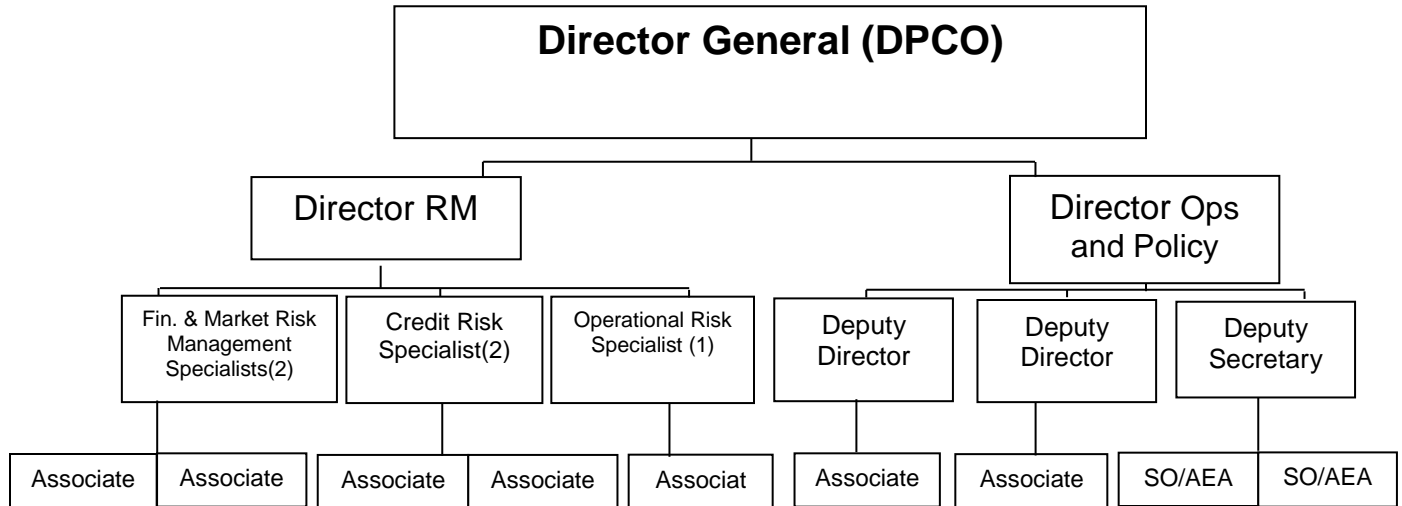 Director General (DPCO)
Director RM
Director Ops
and Policy
Fin. & Market Risk
Management
Specialists(2)
Credit Risk
Specialist(2)
Operational Risk
Specialist (1)
Deputy
Director
Deputy
Director
Deputy
Secretary
Associate
Associate
Associate
Associate
Associat
Associate
Associate
SO/AEA
SO/AEA